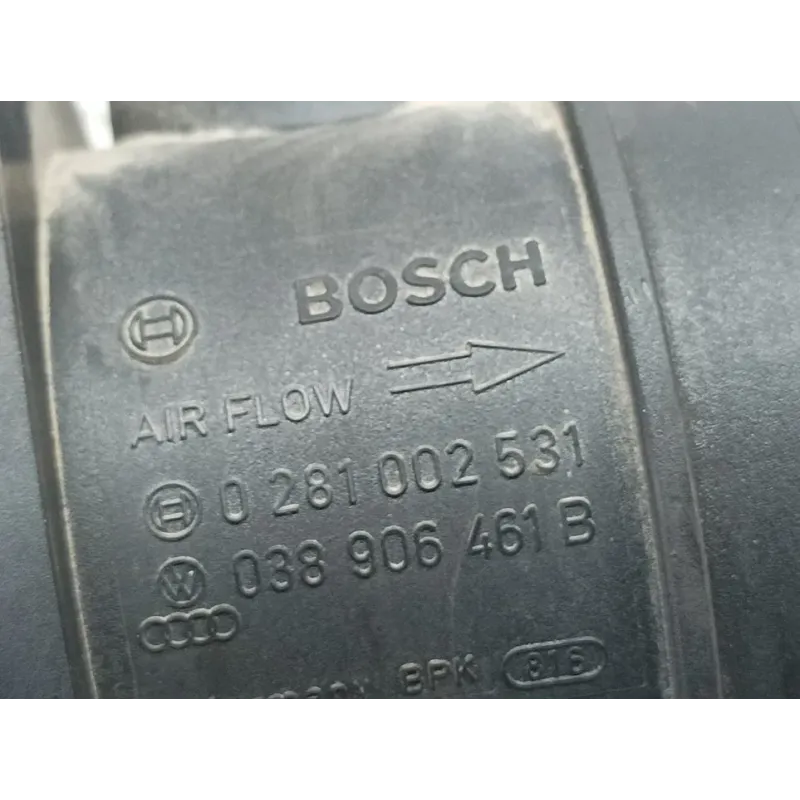 BOSCH
AIR FLOW
0 281 002 531
038 906 461 B
BPK 816